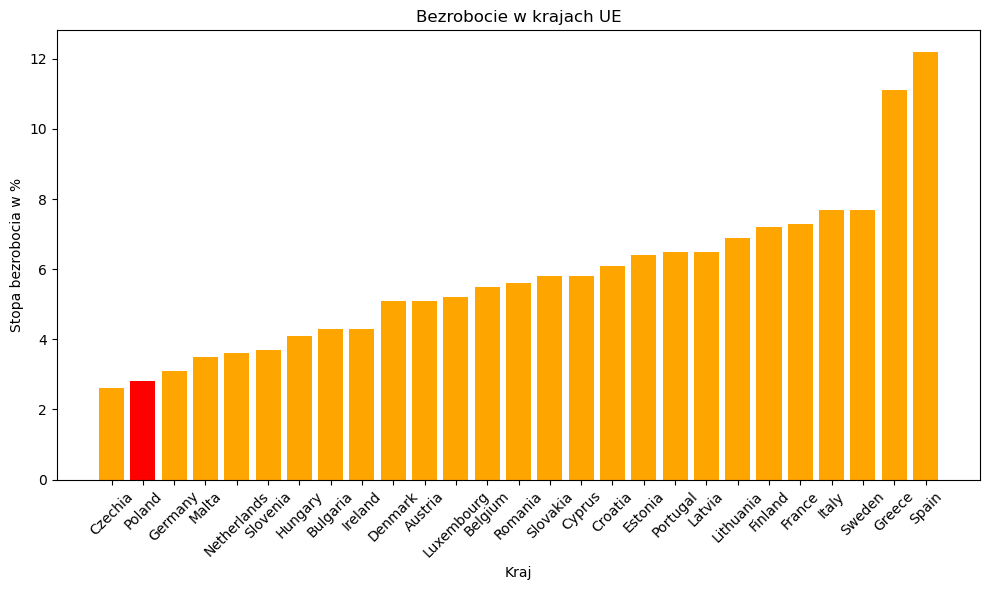 Bezrobocie w krajach UE
Stopa bezrobocia w %
12
10
8
6
4
2
0
Czechia
Poland
Germany
Malta
Netherlands
Slovenia
Hungary
Bulgaria
Ireland
Denmark
Austria
Luxembourg
Belgium
Romania
Slovakia
Cyprus
Croatia
Estonia
Portugal
Latvia
Lithuania
Finland
France
Italy
Sweden
Greece
Spain
Kraj